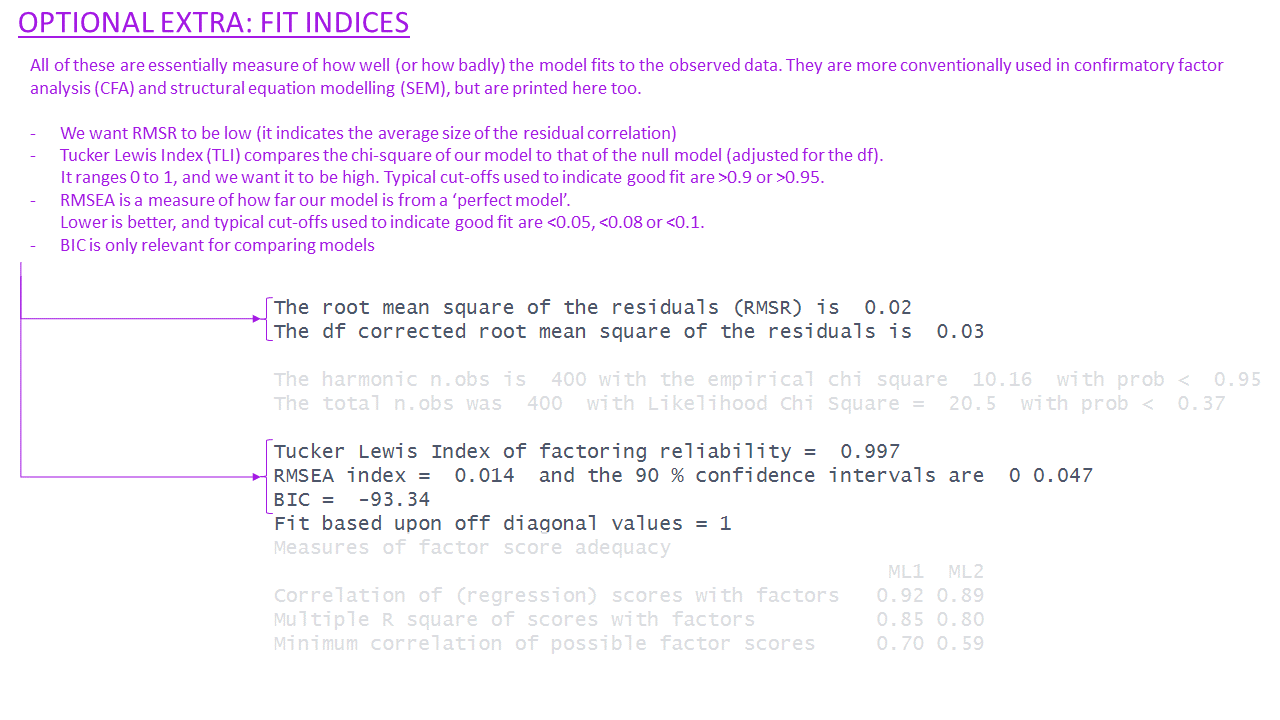 OPTIONAL EXTRA: FIT INDICES
All of these are essentially measure of how well (or how badly) the model fits to the observed data. They are more conventionally used in confirmatory factor
analysis (CFA) and structural equation modelling (SEM), but are printed here too.
- We want RMSR to be low (it indicates the average size of the residual correlation)
- Tucker Lewis Index (TLI) compares the chi-square of our model to that of the null model (adjusted for the df).
It ranges 0 to 1, and we want it to be high. Typical cut-offs used to indicate good fit are >0.9 or >0.95.
- RMSEA is a measure of how far our model is from a ‘perfect model’.
Lower is better, and typical cut-offs used to indicate good fit are <0.05, <0.08 or <0.1.
- BIC is only relevant for comparing models
The root mean square of the residuals (RMSR) is  0.02
The df corrected root mean square of the residuals is  0.03
The harmonic n.obs is  400 with the empirical chi square  10.16  with prob <  0.95
The total n.obs was  400  with Likelihood Chi Square =  20.5  with prob <  0.37
Tucker Lewis Index of factoring reliability =  0.997
RMSEA index =  0.014  and the 90 % confidence intervals are  0 0.047
BIC =  -93.34
Fit based upon off diagonal values = 1
Measures of factor score adequacy
ML1  ML2
Correlation of (regression) scores with factors   0.92 0.89
Multiple R square of scores with factors          0.85 0.80
Minimum correlation of possible factor scores     0.70 0.59